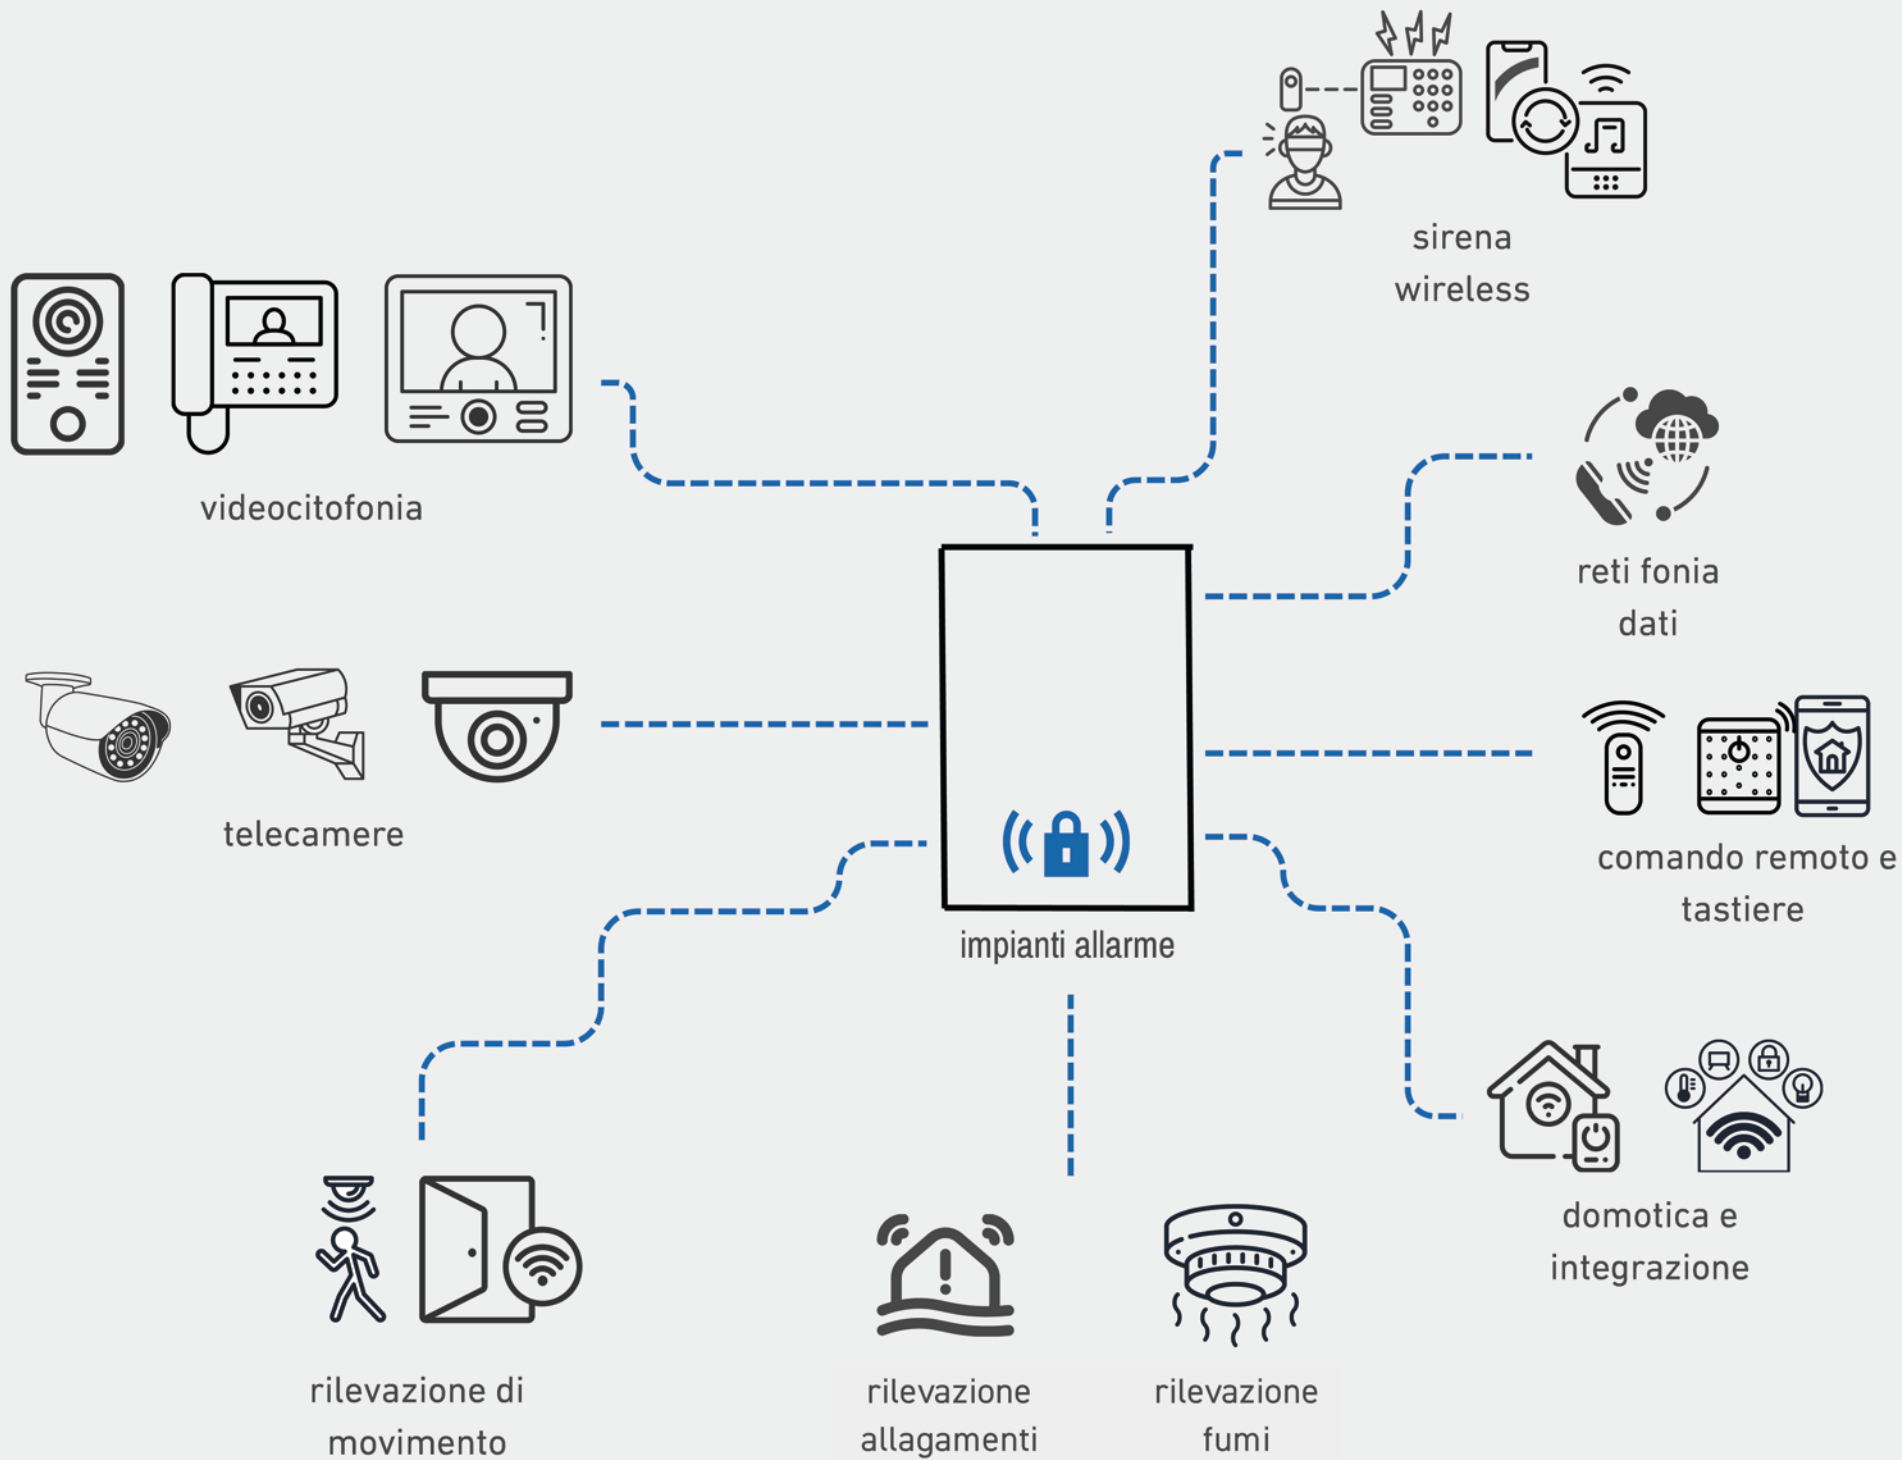 sirena
wireless
videocitofonia
reti fonia
dati
telecamere
comando remoto e
tastiere
impianti allarme
domotica e
integrazione
rilevazione di
movimento
rilevazione
allagamenti
rilevazione
fumi